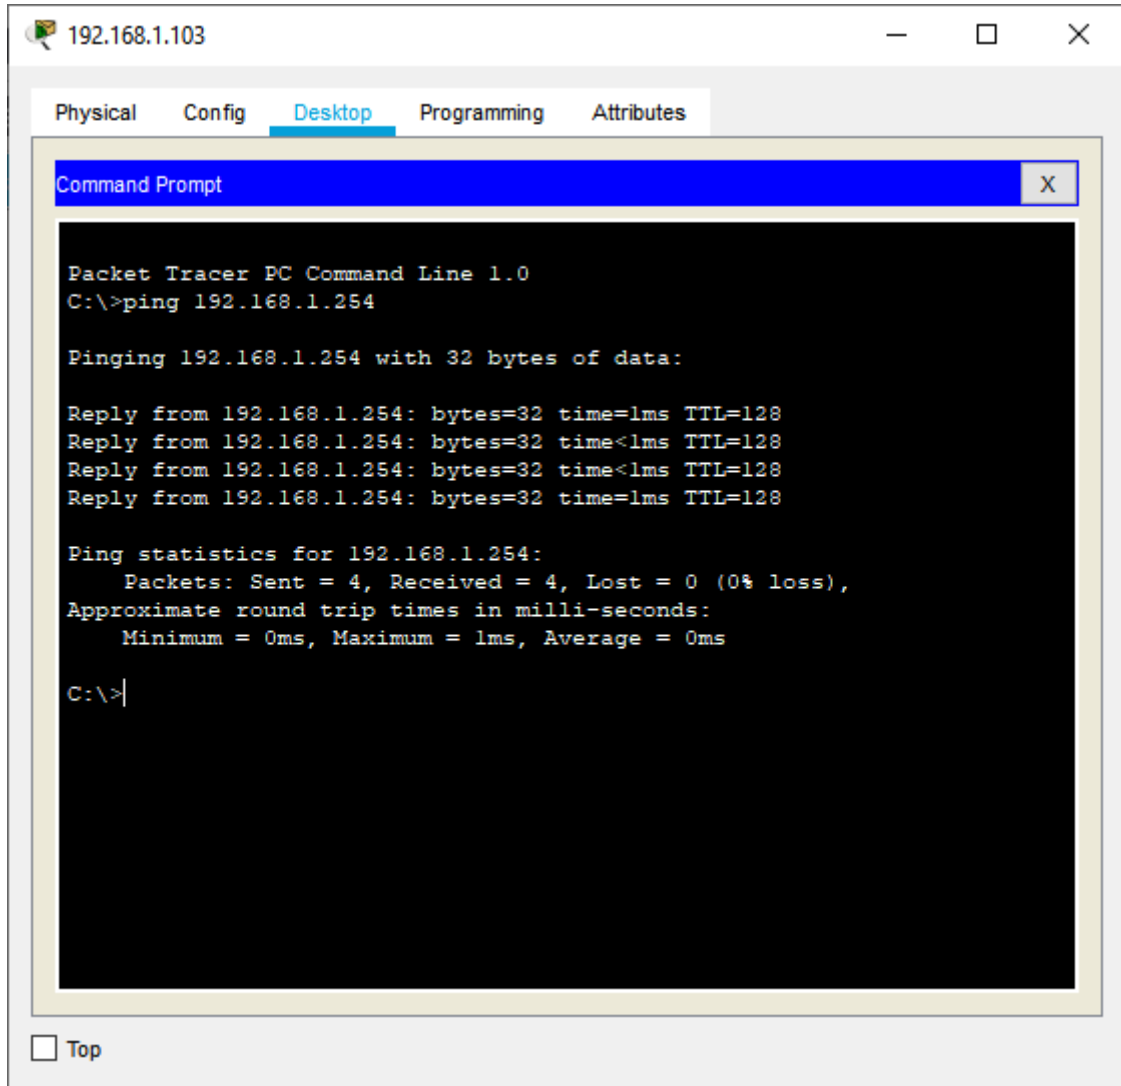 192.168.1.103
Physical Config Desktop Programming Attributes
Command Prompt
X
Packet Tracer PC Command Line 1.0
C:\>ping 192.168.1.254
Pinging 192.168.1.254 with 32 bytes of data:
Reply from 192.168.1.254: bytes=32 time=1ms TTL=128
Reply from 192.168.1.254: bytes=32 time<1ms TTL=128
Reply from 192.168.1.254: bytes=32 time<1ms TTL=128
Reply from 192.168.1.254: bytes=32 time=1ms TTL=128
Ping statistics for 192.168.1.254:
Packets: Sent = 4, Received = 4, Lost = 0 (0% loss),
Approximate round trip times in milli-seconds:
Minimum = 0ms, Maximum = 1ms, Average = 0ms
C:\>
Top